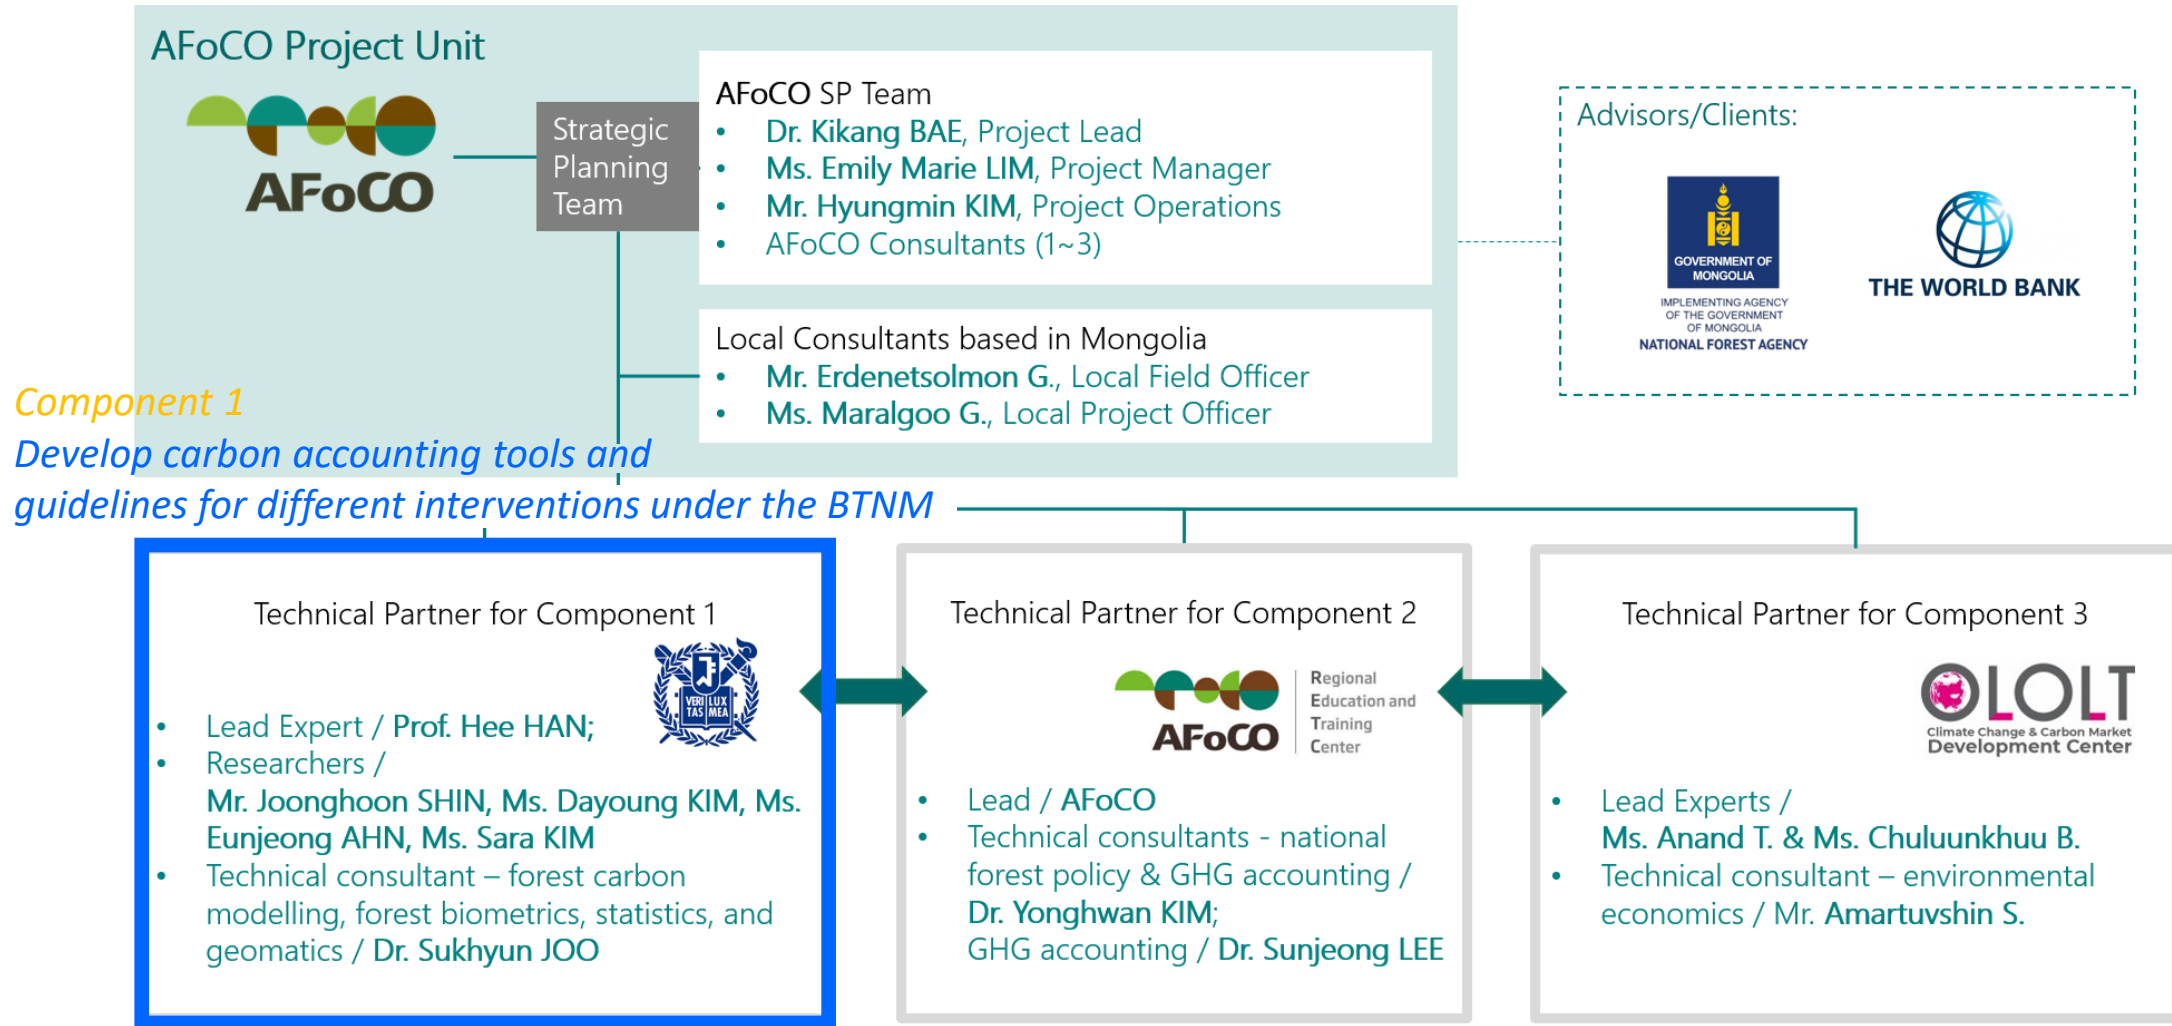 AFoCO Project Unit
AFoCO
Strategic
Planning
Team
AFoCO SP Team
• Dr. Kikang BAE, Project Lead
• Ms. Emily Marie LIM, Project Manager
• Mr. Hyungmin KIM, Project Operations
• AFoCO Consultants (1~3)
Local Consultants based in Mongolia
• Mr. Erdenetsolmon G., Local Field Officer
• Ms. Maralgoo G., Local Project Officer
Advisors/Clients:
GOVERNMENT OF
MONGOLIA
IMPLEMENTING AGENCY
OF THE GOVERNMENT
OF MONGOLIA
NATIONAL FOREST AGENCY
THE WORLD BANK
Component 1
Develop carbon accounting tools and
guidelines for different interventions under the BTNM
Technical Partner for Component 1
VERI LUX
TAS MEA
• Lead Expert / Prof. Hee HAN;
• Researchers /
Mr. Joonghoon SHIN, Ms. Dayoung KIM, Ms.
Eunjeong AHN, Ms. Sara KIM
• Technical consultant – forest carbon
modelling, forest biometrics, statistics, and
geomatics / Dr. Sukhyun JOO
Technical Partner for Component 2
AFoCO
Regional
Education and
Training
Center
• Lead / AFoCO
• Technical consultants - national
forest policy & GHG accounting /
Dr. Yonghwan KIM;
GHG accounting / Dr. Sunjeong LEE
Technical Partner for Component 3
OLOLT
Climate Change & Carbon Market
Development Center
• Lead Experts /
Ms. Anand T. & Ms. Chuluunkhuu B.
• Technical consultant – environmental
economics / Mr. Amartuvshin S.